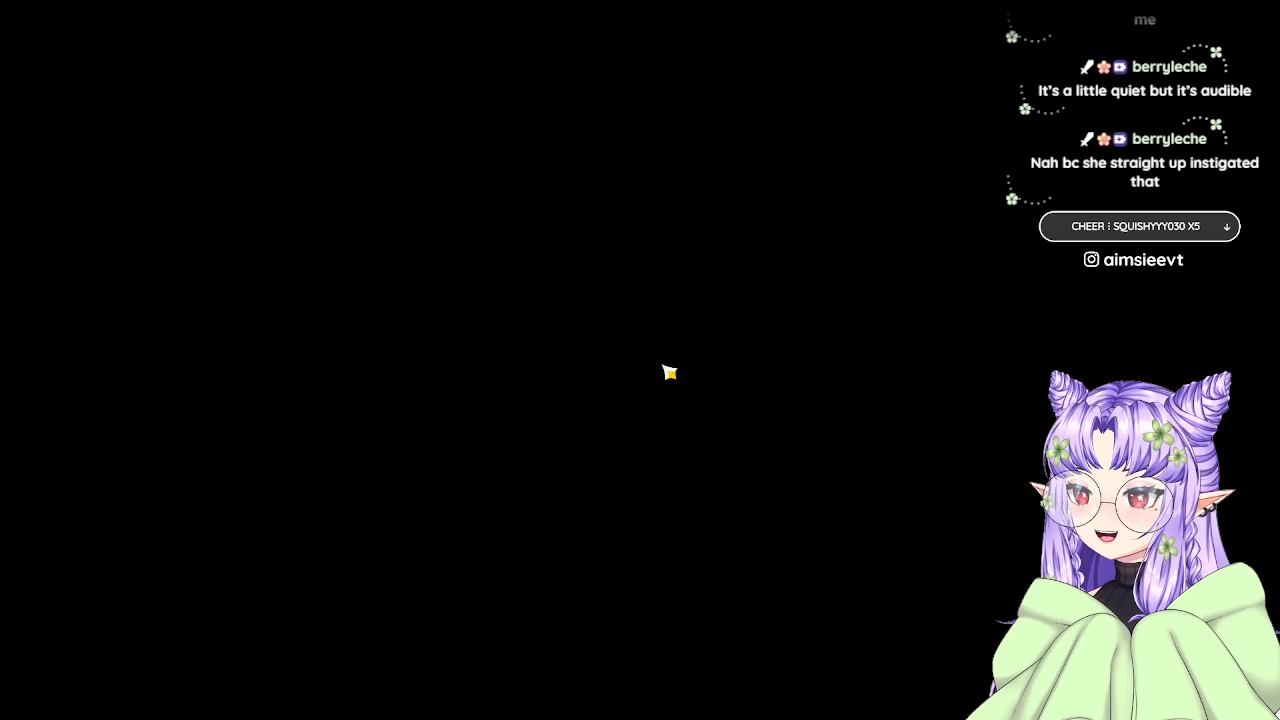 me
berryleche
It's a little quiet but it's audible
berryleche
Nah bc she straight up instigated
that
CHEER : SQUISHYYY030 X5
aimsieevt